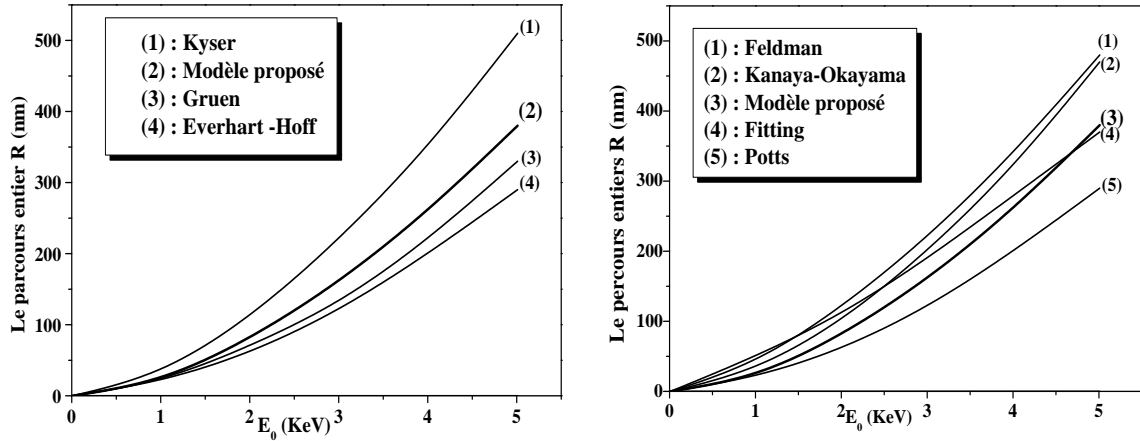 (1) : Kyser
(2) : Modèle proposé
(3) : Gruen
(4) : Everhart -Hoff
(1)
(2)
(3)
(4)
500
400
300
200
100
0
0 1 2 3 4 5
Le parcours entier R (nm)
E0 (KeV)
(1) : Feldman
(2) : Kanaya-Okayama
(3) : Modèle proposé
(4) : Fitting
(5) : Potts
(1)
(2)
(3)
(4)
(5)
500
400
300
200
100
0
0 1 2 3 4 5
Le percours entiers R (nm)
E0 (KeV)